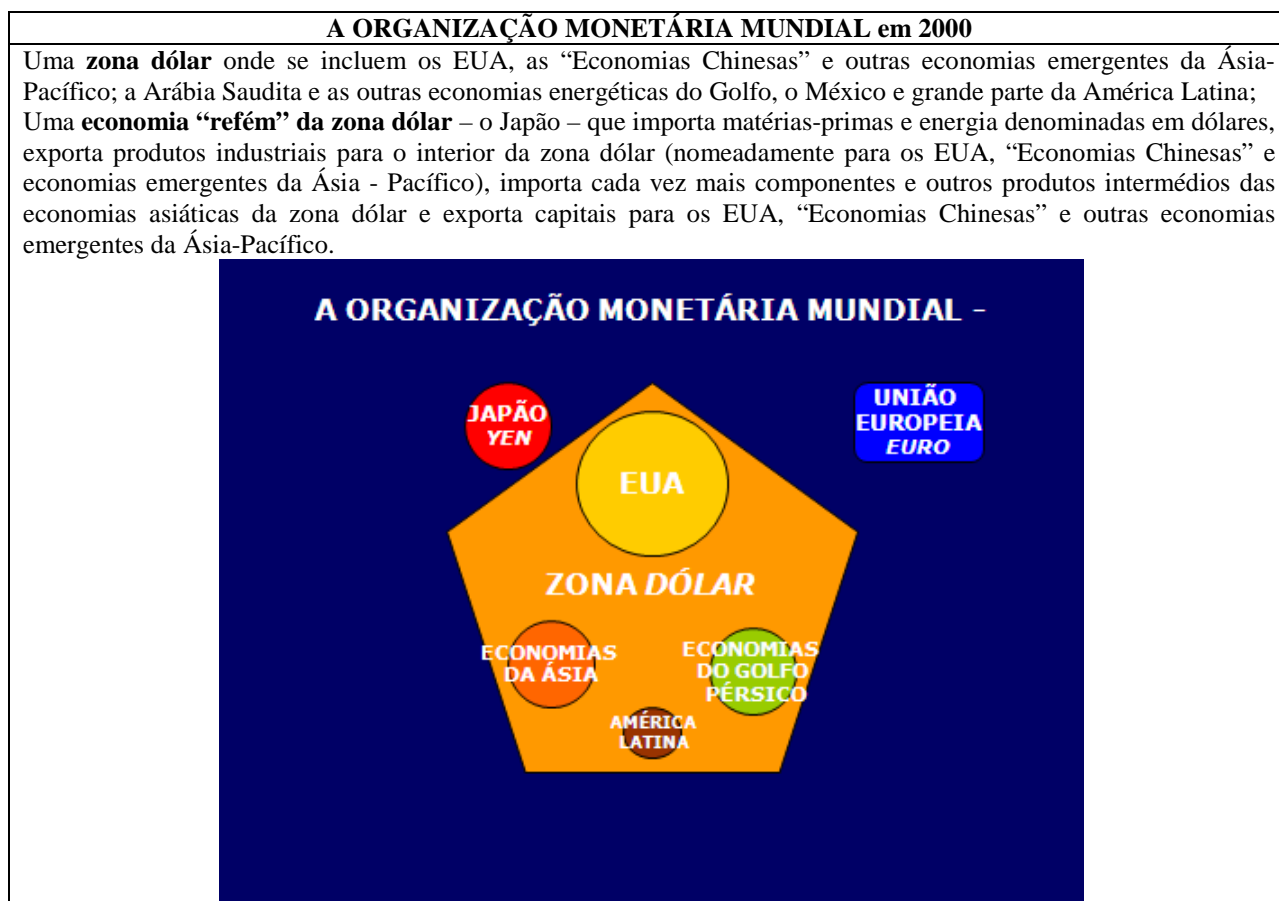 A ORGANIZAÇÃO MONETÁRIA MUNDIAL em 2000
Uma zona dólar onde se incluem os EUA, as “Economias Chinesas” e outras economias emergentes da Ásia-
Pacífico; a Arábia Saudita e as outras economias energéticas do Golfo, o México e grande parte da América Latina;
Uma economia “refém” da zona dólar – o Japão – que importa matérias-primas e energia denominadas em dólares,
exporta produtos industriais para o interior da zona dólar (nomeadamente para os EUA, “Economias Chinesas” e
economias emergentes da Ásia - Pacífico), importa cada vez mais componentes e outros produtos intermédios das
economias asiáticas da zona dólar e exporta capitais para os EUA, “Economias Chinesas” e outras economias
emergentes da Ásia-Pacífico.
A ORGANIZAÇÃO MONETÁRIA MUNDIAL -
JAPÃO
YEN
UNIÃO
EUROPEIA
EURO
EUA
ZONA DÓLAR
ECONOMIAS
DA ÁSIA
ECONOMIAS
DO GOLFO
PÉRSICO
AMÉRICA
LATINA